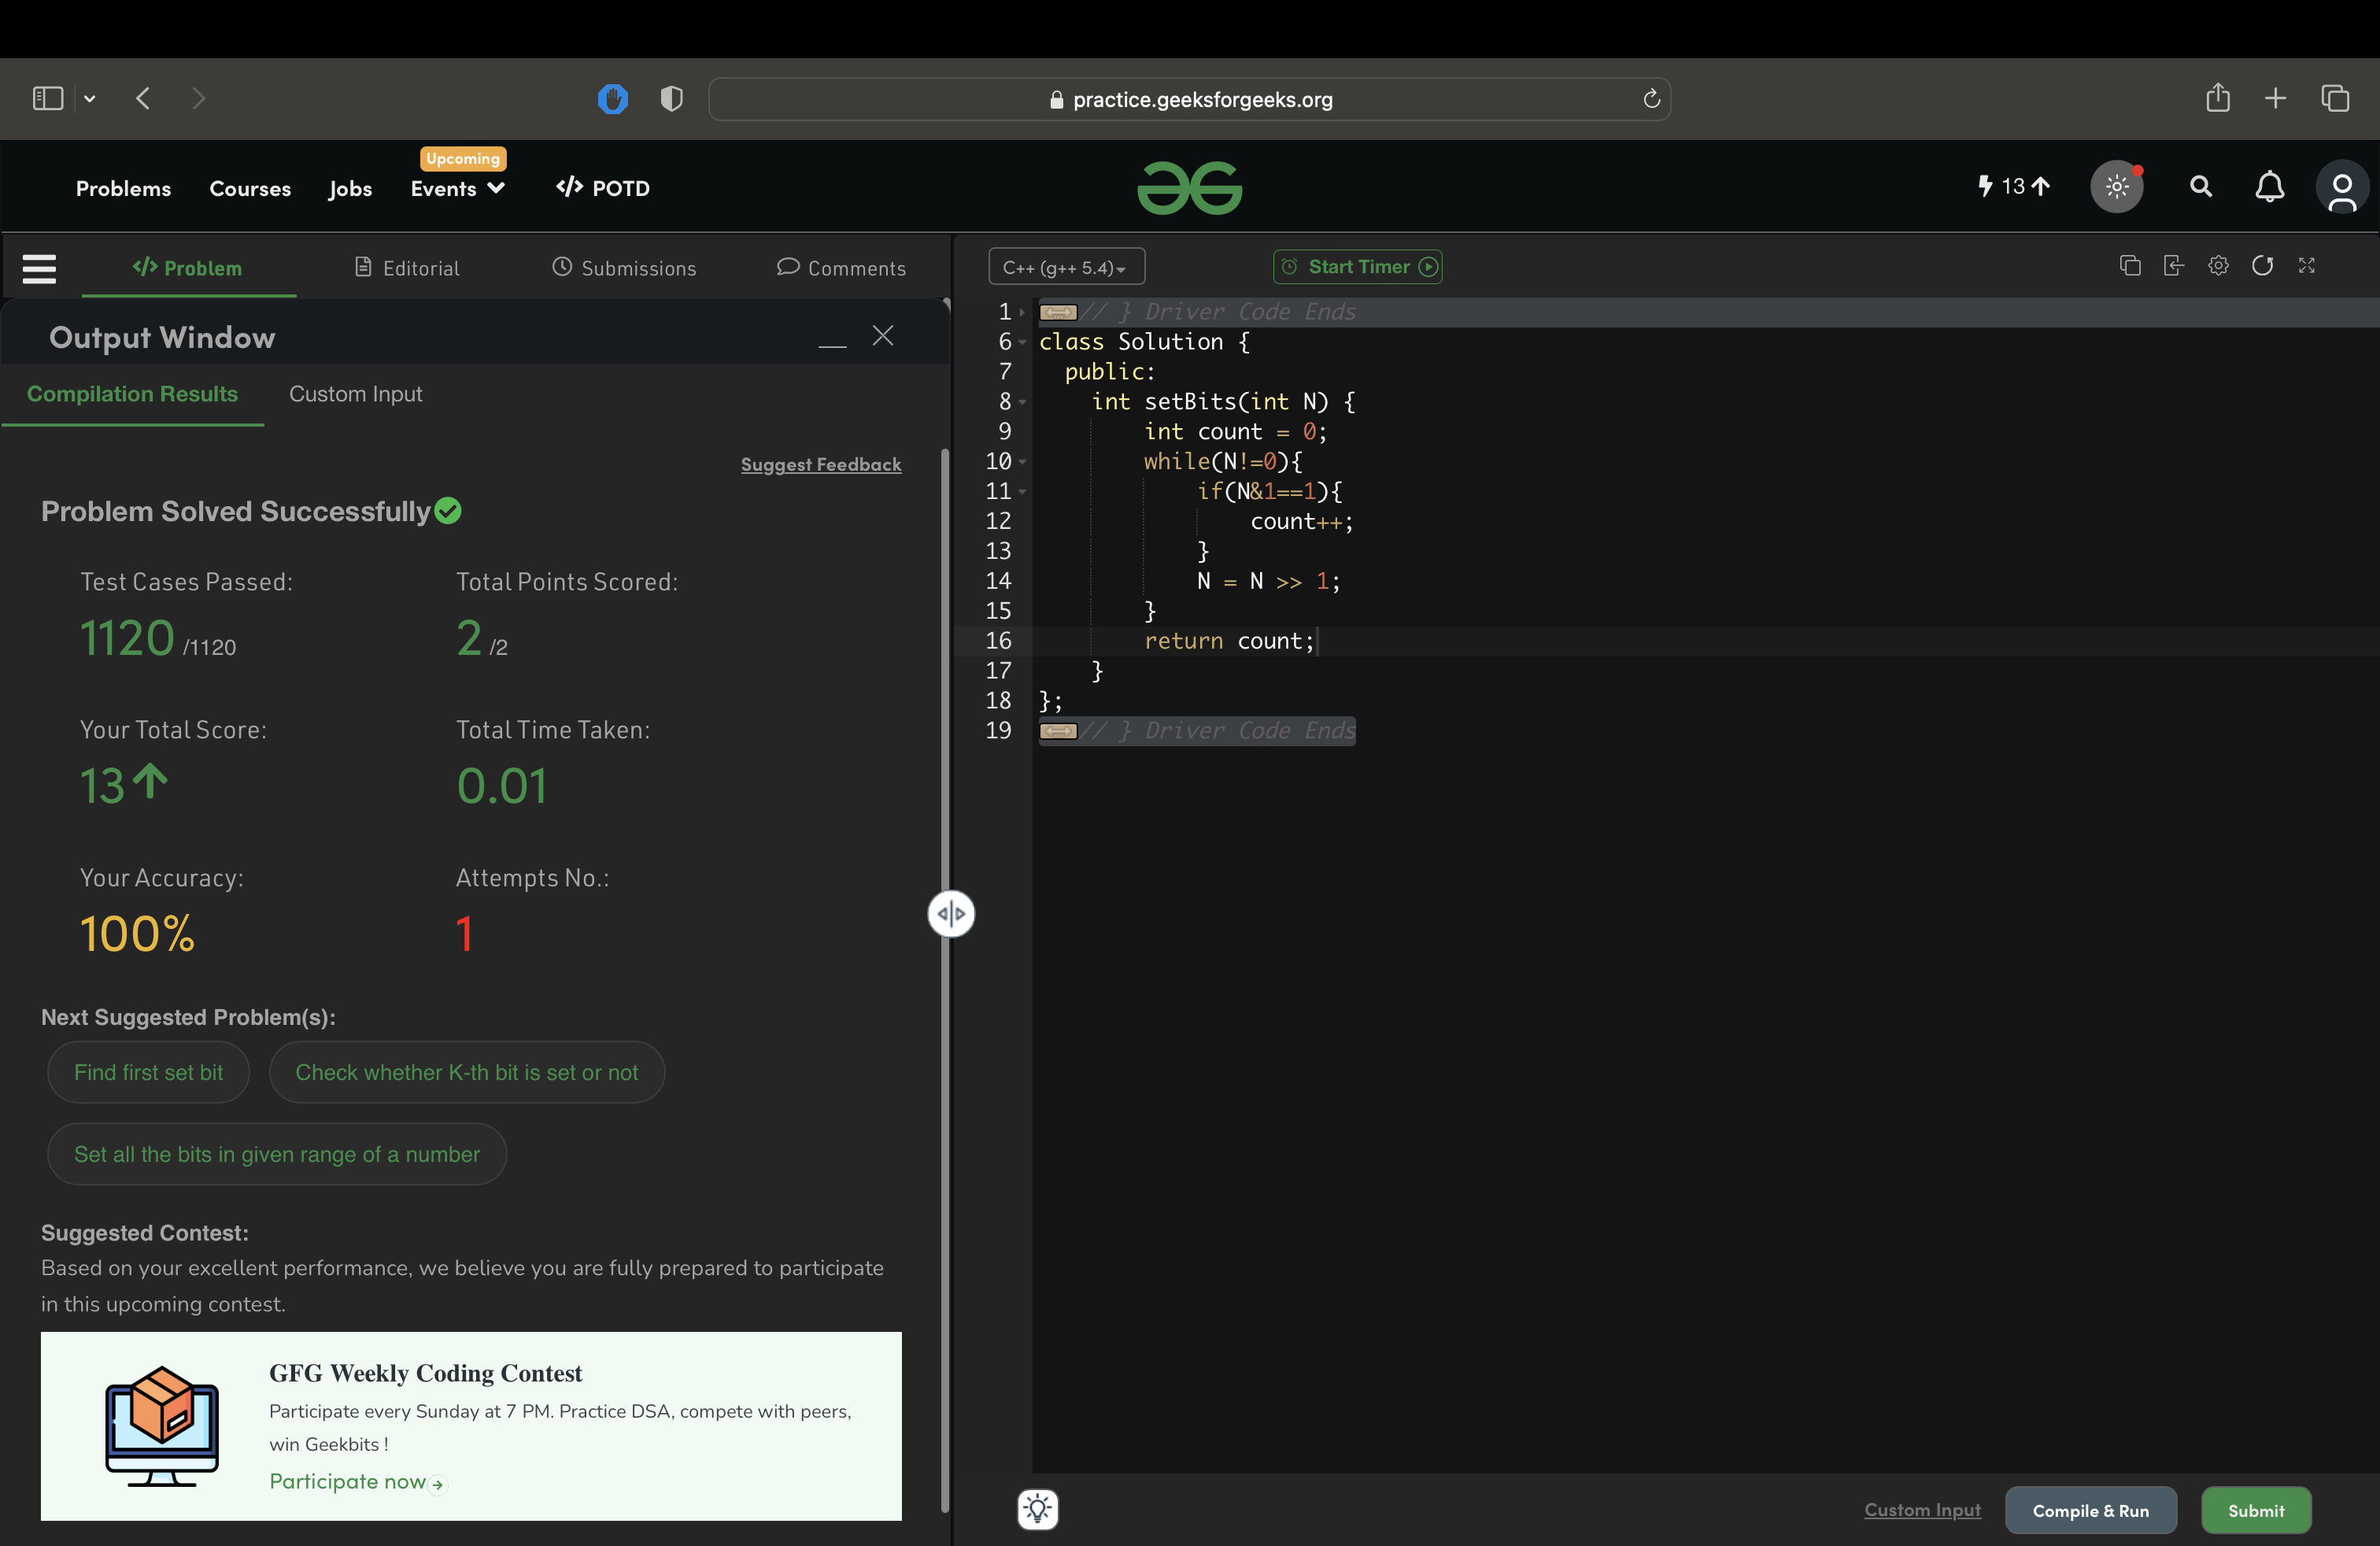 practice.geeksforgeeks.org
Upcoming
Problems Courses Jobs Events </> POTD
13
</> Problem Editorial Submissions Comments
Output Window
Compilation Results Custom Input
Suggest Feedback
Problem Solved Successfully
Test Cases Passed: Total Points Scored:
1120 /1120 2 /2
Your Total Score: Total Time Taken:
13 0.01
Your Accuracy: Attempts No.:
100% 1
Next Suggested Problem(s):
Find first set bit Check whether K-th bit is set or not
Set all the bits in given range of a number
Suggested Contest:
Based on your excellent performance, we believe you are fully prepared to participate
in this upcoming contest.
GFG Weekly Coding Contest
Participate every Sunday at 7 PM. Practice DSA, compete with peers,
win Geekbits !
Participate now
C++ (g++ 5.4) Start Timer
1 // } Driver Code Ends
6 class Solution {
7 public:
8 int setBits(int N) {
9 int count = 0;
10 while(N!=0){
11 if(N&1==1){
12 count++;
13 }
14 N = N >> 1;
15 }
16 return count;
17 }
18 };
19 // } Driver Code Ends
Custom Input Compile & Run Submit